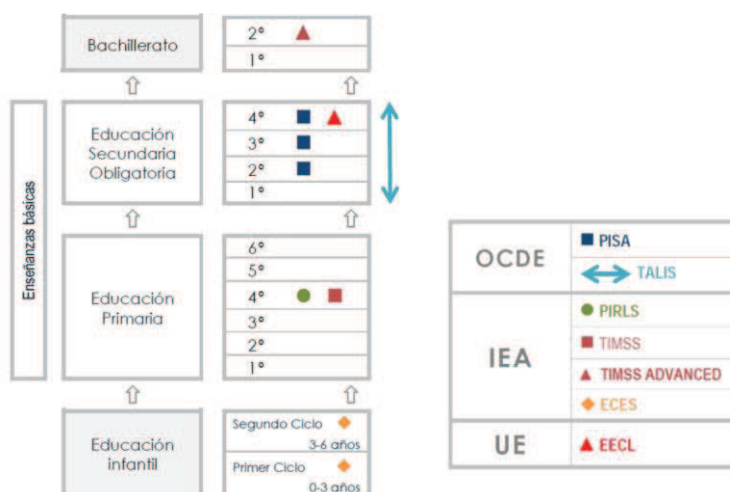 Bachillerato
2º
1º
Enseñanzas básicas
Educación
Secundaria
Obligatoria
4º
3º
2º
1º
Educación
Primaria
6º
5º
4º
3º
2º
1º
Educación
infantil
Segundo Ciclo
3-6 años
Primer Ciclo
0-3 años
OCDE
PISA
TALIS
IEA
PIRLS
TIMSS
TIMSS ADVANCED
ECES
UE
EECL